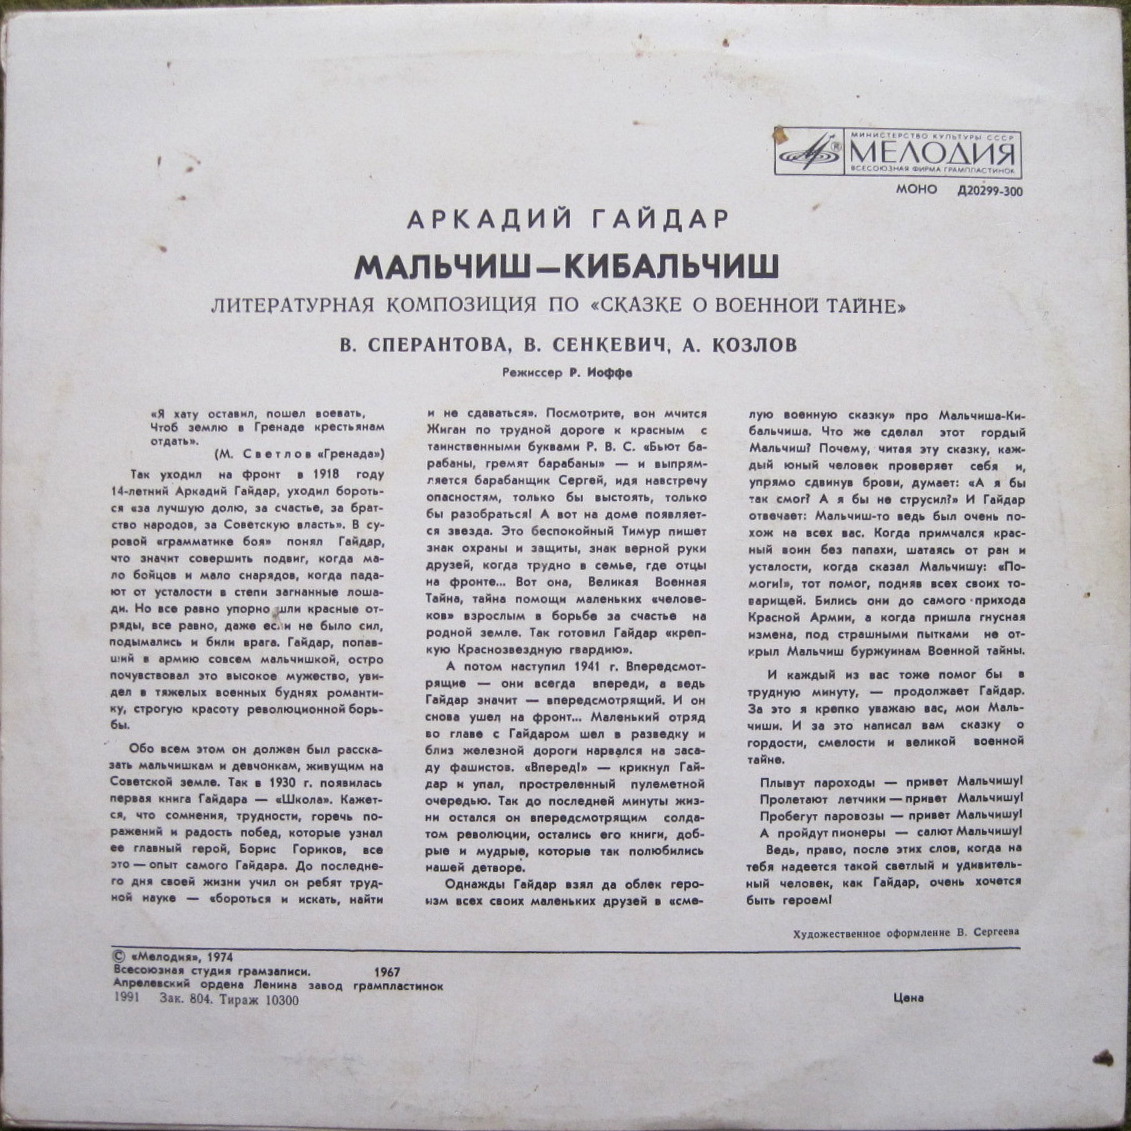 МИНИСТЕРСТВО КУЛЬТУРЫ СССР
МЕЛОДИЯ
ВСЕСОЮЗНАЯ ФИРМА ГРАМПЛАСТИНОК
МОНО Д20299-300
АРКАДИЙ ГАЙДАР
МАЛЬЧИШ—КИБАЛЬЧИШ
ЛИТЕРАТУРНАЯ КОМПОЗИЦИЯ ПО «СКАЗКЕ О ВОЕННОЙ ТАЙНЕ»
В. СПЕРАНТОВА, В. СЕНКЕВИЧ, А. КОЗЛОВ
Режиссер Р. Иоффе
«Я хату оставил, пошел воевать,
Чтоб землю в Гренаде крестьянам
отдать».
(М. Светлов «Гренада»)
Так уходил на фронт в 1918 году
14-летний Аркадий Гайдар, уходил бороть-
ся «за лучшую долю, за счастье, за брат-
ство народов, за Советскую власть». В су-
ровой «грамматике боя» понял Гайдар,
что значит совершить подвиг, когда ма-
ло бойцов и мало снарядов, когда пада-
ют от усталости в степи загнанные лоша-
ди. Но все равно упорно шли красные от-
ряды, все равно, даже если не было сил,
подымались и били врага. Гайдар, попав-
ший в армию совсем мальчишкой, остро
почувствовал это высокое мужество, уви-
дел в тяжелых военных буднях романти-
ку, строгую красоту революционной борь-
бы.
Обо всем этом он должен был расска-
зать мальчишкам и девчонкам, живущим на
Советской земле. Так в 1930 г. появилась
первая книга Гайдара — «Школа». Кажет-
ся, что сомнения, трудности, горечь по-
ражений и радость побед, которые узнал
ее главный герой, Борис Гориков, все
это — опыт самого Гайдара. До последне-
го дня своей жизни учил он ребят труд-
ной науке — «бороться и искать, найти
и не сдаваться». Посмотрите, вон мчится
Жиган по трудной дороге к красным с
таинственными буквами Р. В. С. «Бьют ба-
рабаны, гремят барабаны» — и выпрям-
ляется барабанщик Сергей, идя навстречу
опасностям, только бы выстоять, только
бы разобраться! А вот на доме появляет-
ся звезда. Это беспокойный Тимур пишет
знак охраны и защиты, знак верной руки
друзей, когда трудно в семье, где отцы
на фронте... Вот она, Великая Военная
Тайна, тайна помощи маленьких «челове-
ков» взрослым в борьбе за счастье на
родной земле. Так готовил Гайдар «креп-
кую Краснозвездную гвардию».
А потом наступил 1941 г. Впередсмот-
рящие — они всегда впереди, а ведь
Гайдар значит — впередсмотрящий. И он
снова ушел на фронт... Маленький отряд
во главе с Гайдаром шел в разведку и
близ железной дороги нарвался на заса-
ду фашистов. «Вперед!» — крикнул Гай-
дар и упал, простреленный пулеметной
очередью. Так до последней минуты жиз-
ни остался он впередсмотрящим солда-
том революции, остались его книги, доб-
рые и мудрые, которые так полюбились
нашей детворе.
Однажды Гайдар взял да облек геро-
изм всех своих маленьких друзей в «сме-
лую военную сказку» про Мальчиша-Ки-
бальчиша. Что же сделал этот гордый
Мальчиш? Почему, читая эту сказку, каж-
дый юный человек проверяет себя и,
упрямо сдвинув брови, думает: «А я бы
так смог? А я бы не струсил?» И Гайдар
отвечает: Мальчиш-то ведь был очень по-
хож на всех вас. Когда примчался крас-
ный воин без папахи, шатаясь от ран и
усталости, когда сказал Мальчишу: «По-
моги!», тот помог, подняв всех своих то-
варищей. Бились они до самого прихода
Красной Армии, а когда пришла гнусная
измена, под страшными пытками не от-
крыл Мальчиш буржуинам Военной тайны.
И каждый из вас тоже помог бы в
трудную минуту, — продолжает Гайдар.
За это я крепко уважаю вас, мои Маль-
чиши. И за это написал вам сказку о
гордости, смелости и великой военной
тайне.
Плывут пароходы — привет Мальчишу!
Пролетают летчики — привет Мальчишу!
Пробегут паровозы — привет Мальчишу!
А пройдут пионеры — салют Мальчишу!
Ведь, право, после этих слов, когда на
тебя надеется такой светлый и удивитель-
ный человек, как Гайдар, очень хочется
быть героем!
Художественное оформление В. Сергеева
© «Мелодия», 1974
Всесоюзная студия грамзаписи. 1967
Апрелевский ордена Ленина завод грампластинок
1991 Зак. 804. Тираж 10300
Цена